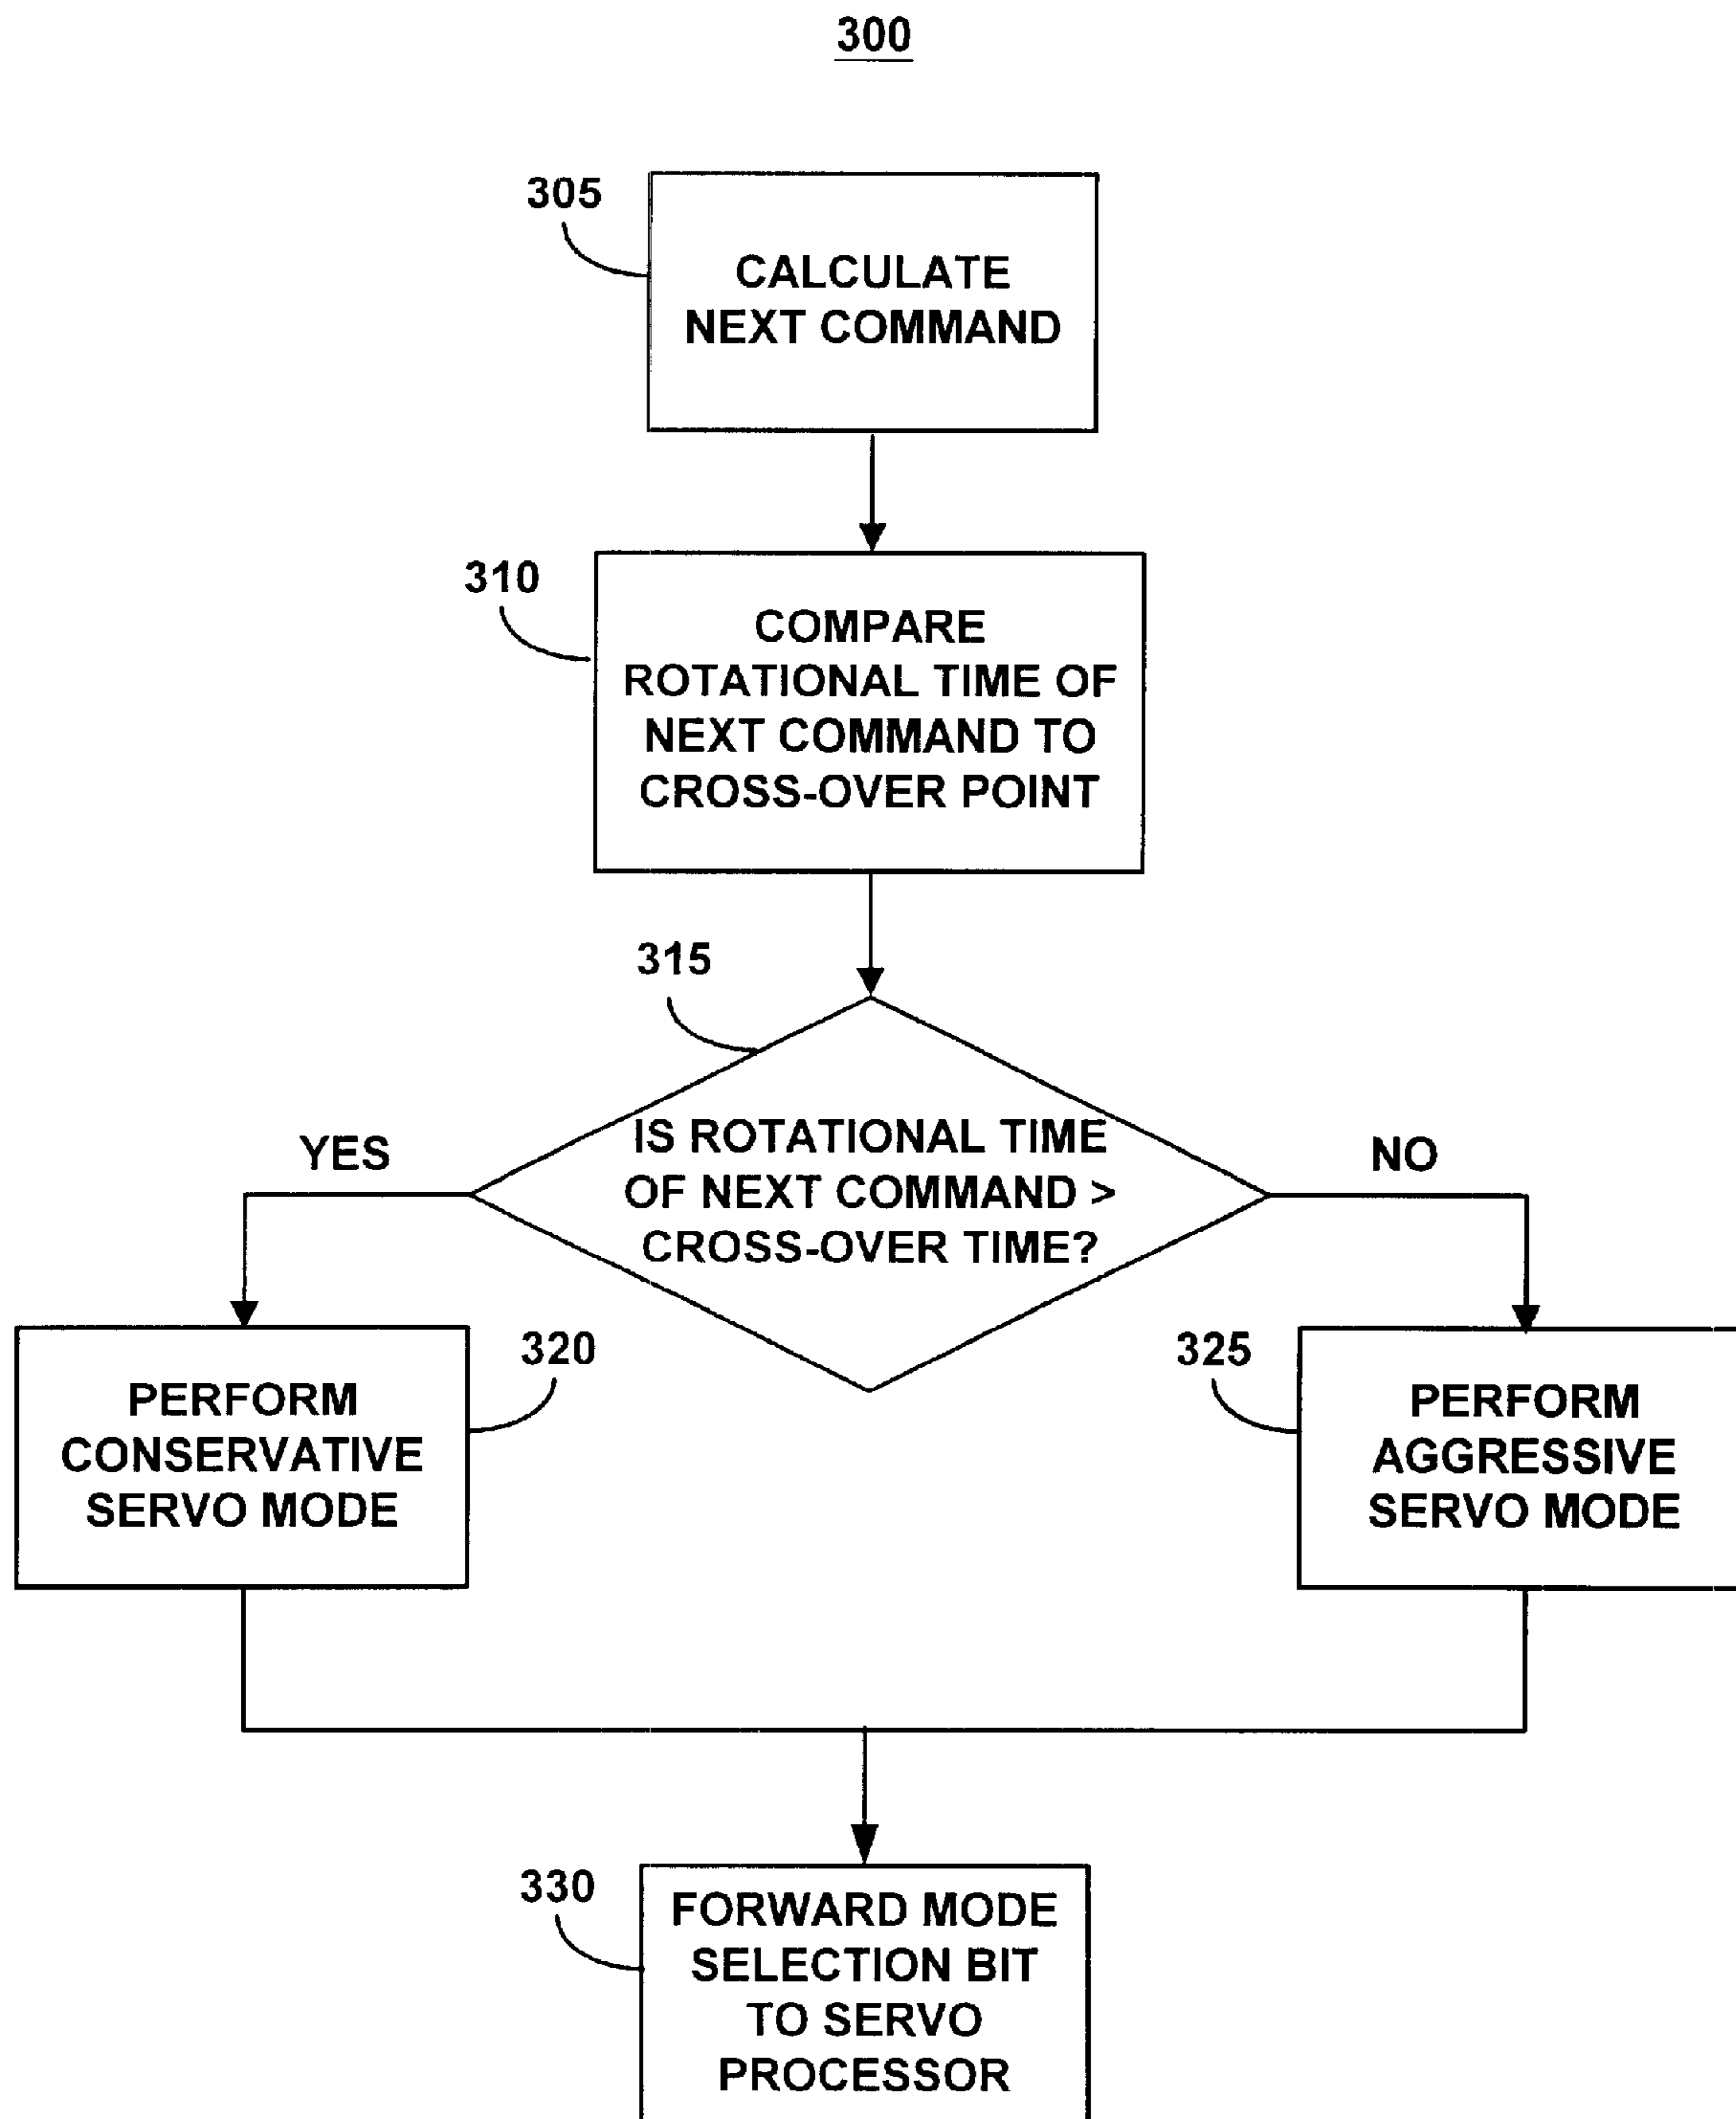 300
305
CALCULATE
NEXT COMMAND
310
COMPARE
ROTATIONAL TIME OF
NEXT COMMAND TO
CROSS-OVER POINT
315
IS ROTATIONAL TIME
OF NEXT COMMAND >
CROSS-OVER TIME?
YES
NO
320
PERFORM
CONSERVATIVE
SERVO MODE
325
PERFORM
AGGRESSIVE
SERVO MODE
330
FORWARD MODE
SELECTION BIT
TO SERVO
PROCESSOR